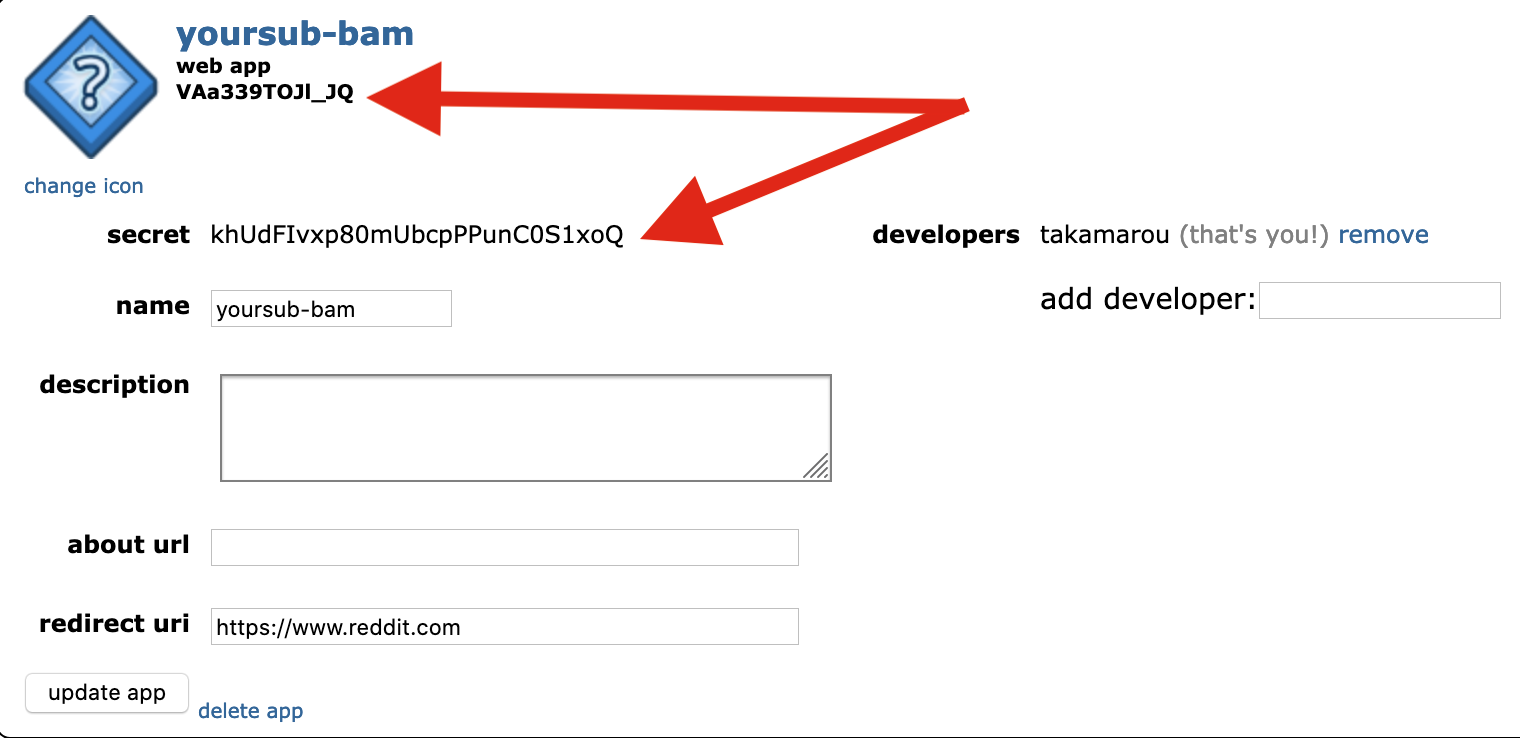 yoursub-bam
web app
VAa339TOJl_JQ
change icon
secret khUdFIvxp80mUbcpPPunC0S1xoQ
developers takamarou (that's you!) remove
name yoursub-bam
add developer:
description
about url
redirect uri https://www.reddit.com
update app delete app